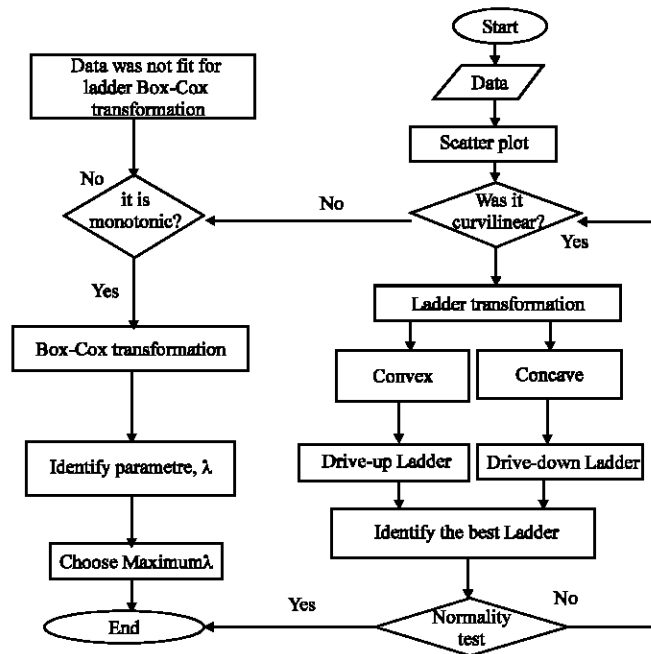 Start
Data
Scatter plot
Was it
curvilinear?
No
Yes
Data was not fit for
ladder Box-Cox
transformation
No
it is
monotonic?
Yes
Box-Cox transformation
Identify parametre, λ
Choose Maximumλ
End
Ladder transformation
Convex
Concave
Drive-up Ladder
Drive-down Ladder
Identify the best Ladder
Normality
test
Yes
No